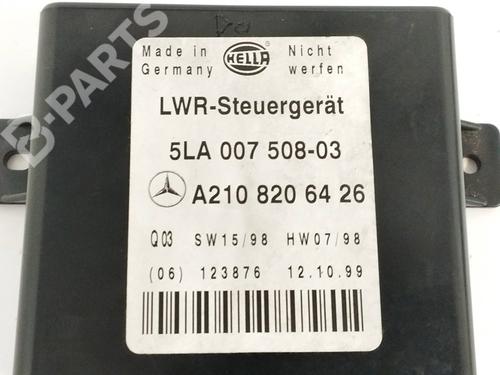 Made in Germany
HELLA
Nicht werfen
LWR-Steuergerät
5LA 007 508-03
A210 820 64 26
Q03 SW15/98 HW07/98
(06) 123876 12.10.99
B-PARTS